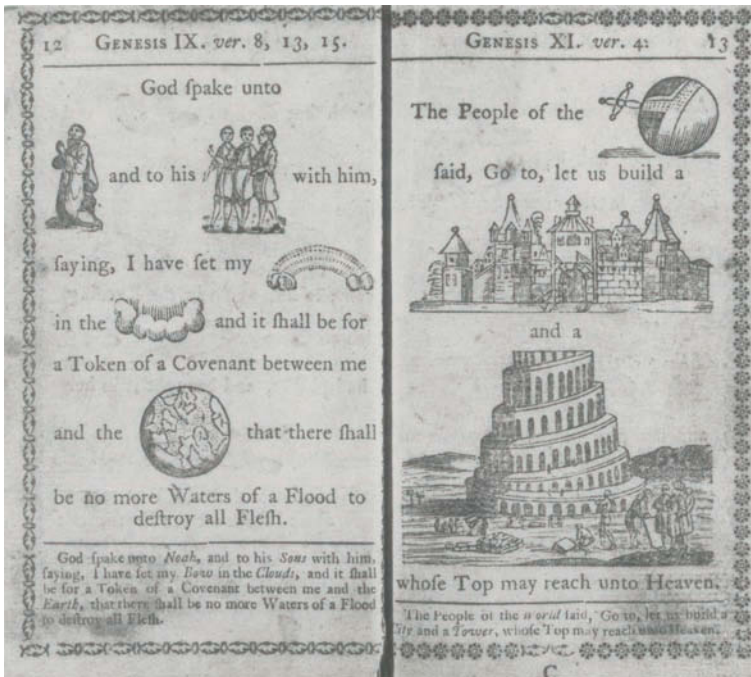 12 GENESIS IX. ver. 8, 13, 15.
God ſpake unto
and to his with him,
ſaying, I have ſet my
in the and it ſhall be for
a Token of a Covenant between me
and the that there ſhall
be no more Waters of a Flood to
deſtroy all Fleſh.
God ſpake unto Noah, and to his Sons with him,
ſaying, I have ſet my Bow in the Clouds, and it ſhall
be for a Token of a Covenant between me and the
Earth, that there ſhall be no more Waters of a Flood
to deſtroy all Fleſh.
GENESIS XI. ver. 4. 13
The People of the
ſaid, Go to, let us build a
and a
whoſe Top may reach unto Heaven.
The People of the World ſaid, Go to, let us build a
City and a Tower, whoſe Top may reach unto Heaven.
C